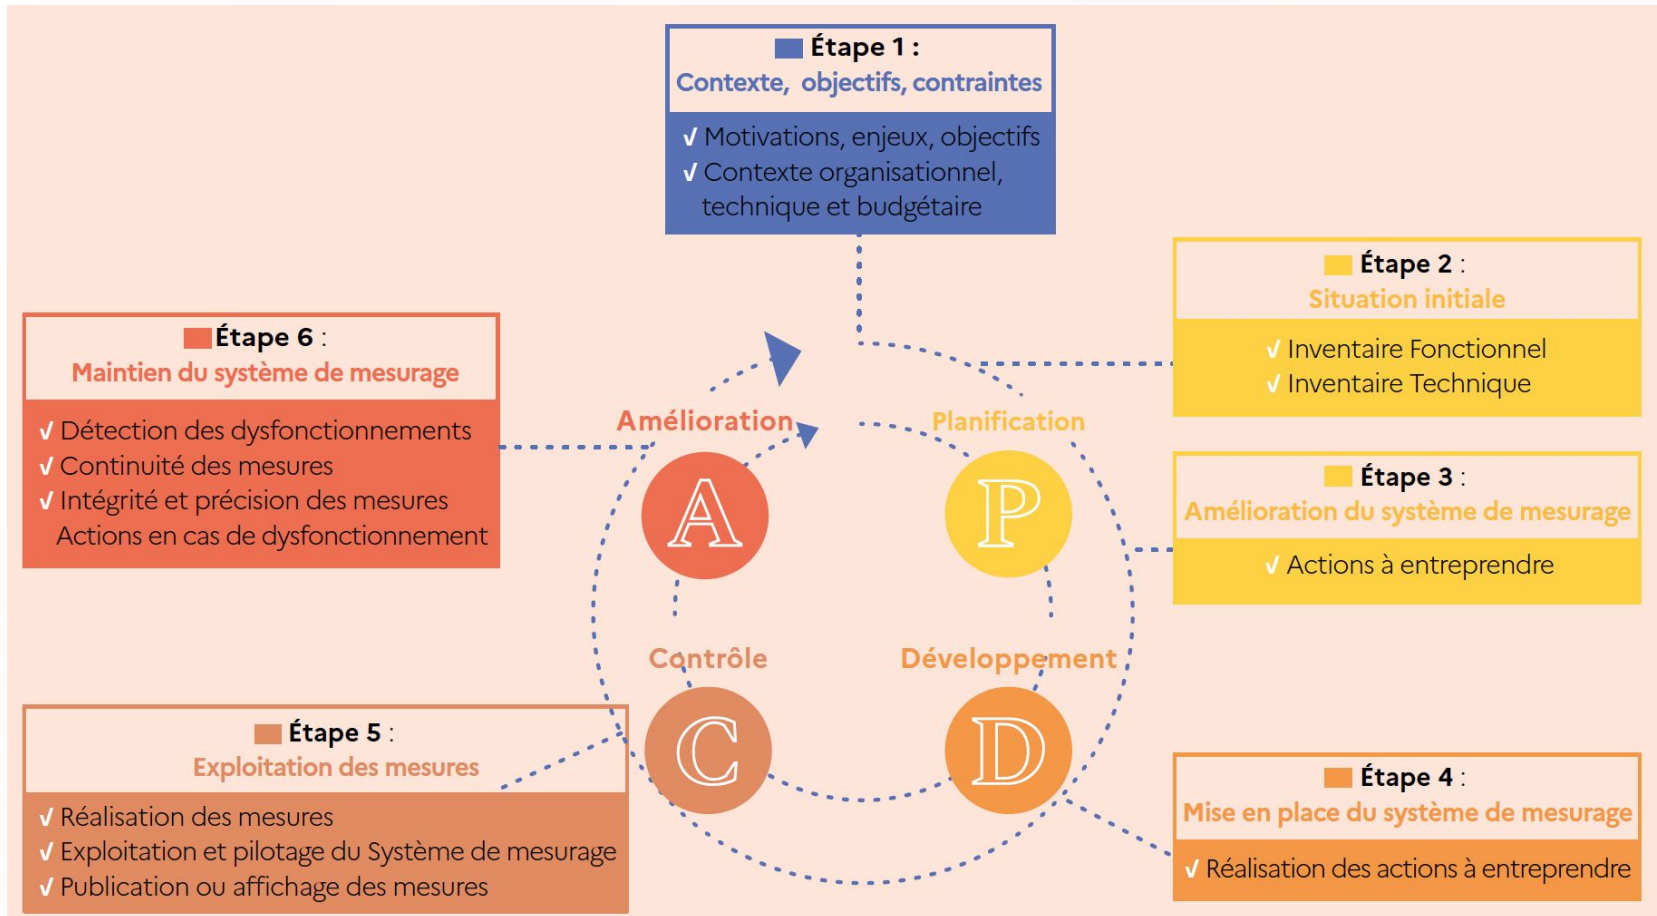 Étape 1 :
Contexte, objectifs, contraintes
√ Motivations, enjeux, objectifs
√ Contexte organisationnel,
technique et budgétaire
Étape 2 :
Situation initiale
√ Inventaire Fonctionnel
√ Inventaire Technique
Étape 3 :
Amélioration du système de mesurage
√ Actions à entreprendre
Étape 4 :
Mise en place du système de mesurage
√ Réalisation des actions à entreprendre
Étape 5 :
Exploitation des mesures
√ Réalisation des mesures
√ Exploitation et pilotage du Système de mesurage
√ Publication ou affichage des mesures
Étape 6 :
Maintien du système de mesurage
√ Détection des dysfonctionnements
√ Continuité des mesures
√ Intégrité et précision des mesures
Actions en cas de dysfonctionnement
Amélioration
A
Planification
P
Contrôle
C
Développement
D